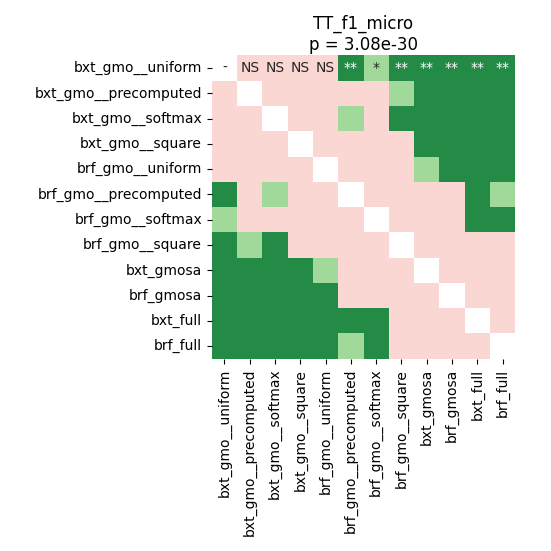 TT_f1_micro
p = 3.08e-30
bxt_gmo__uniform - NS NS NS NS ** * ** ** ** ** **
bxt_gmo__precomputed
bxt_gmo__softmax
bxt_gmo__square
brf_gmo__uniform
brf_gmo__precomputed
brf_gmo__softmax
brf_gmo__square
bxt_gmosa
brf_gmosa
bxt_full
brf_full
bxt_gmo__uniform
bxt_gmo__precomputed
bxt_gmo__softmax
bxt_gmo__square
brf_gmo__uniform
brf_gmo__precomputed
brf_gmo__softmax
brf_gmo__square
bxt_gmosa
brf_gmosa
bxt_full
brf_full